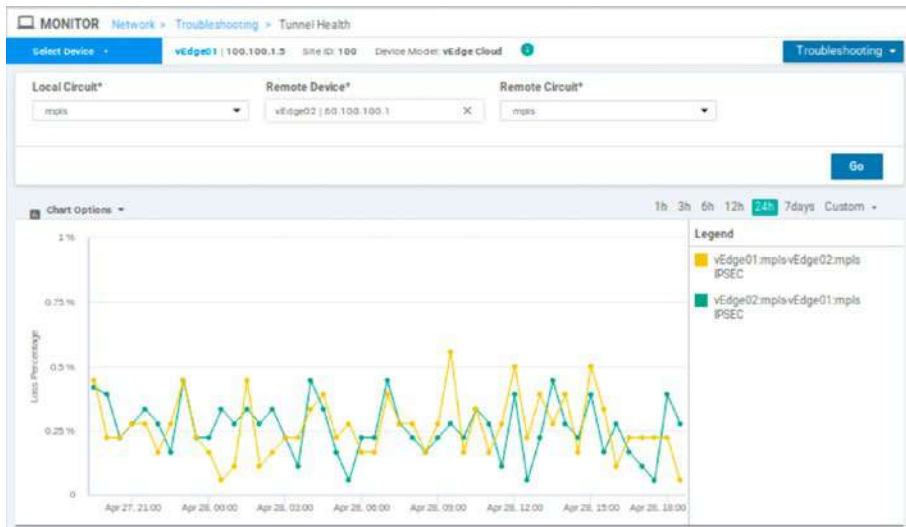 MONITOR Network > Troubleshooting > Tunnel Health
Select Device vEdge01 | 100.100.1.5 Site ID: 100 Device Model: vEdge Cloud Troubleshooting
Local Circuit* Remote Device* Remote Circuit*
mpls vEdge02 | 60.100.100.1 × mpls
Go
Chart Options 1h 3h 6h 12h 24h 7days Custom
Legend
vEdge01:mpls-vEdge02:mpls
IPSEC
vEdge02:mpls-vEdge01:mpls
IPSEC
1 %
0.75 %
0.5 %
0.25 %
0
Loss Percentage
Apr 27, 21:00 Apr 28, 00:00 Apr 28, 03:00 Apr 28, 06:00 Apr 28, 09:00 Apr 28, 12:00 Apr 28, 15:00 Apr 28, 18:00